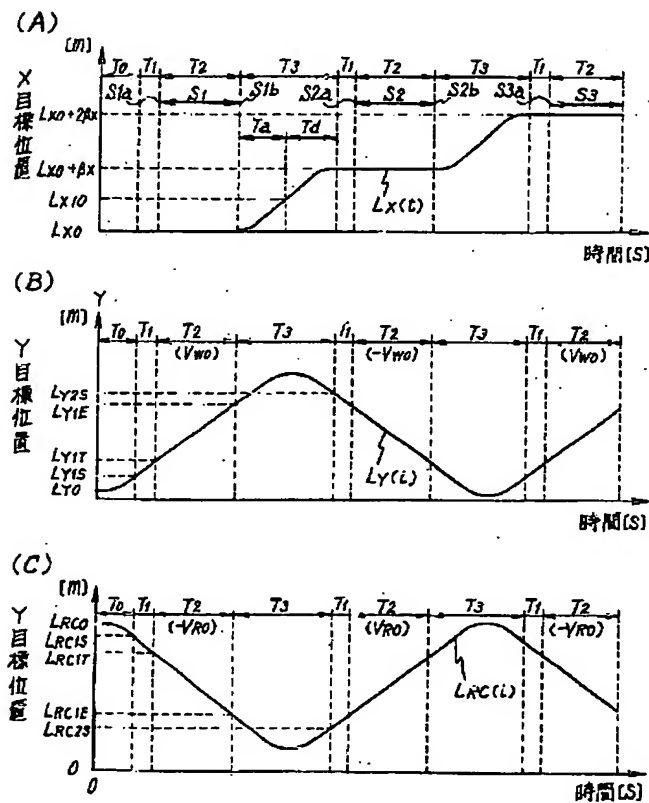 (A)
[m]
T0 T1 T2 T3 T1 T2 T3 T1 T2
S1a S1 S1b S2a S2 S2b S3a S3
X目標位置
LX0+2βX
Ta Td
LX0+βX
LX10
LX(t)
LX0
時間[S]
(B)
Y
[m]
T0 T1 T2 T3 T1 T2 T3 T1 T2
(VW0) (-VW0) (VW0)
Y目標位置
LY2S
LY1E
LY1T
LY1S
LY0
LY(i)
時間[S]
(C)
[m]
T0 T1 T2 T3 T1 T2 T3 T1 T2
(-VR0) (VR0) (-VR0)
Y目標位置
LRC0
LRC1S
LRC1T
LRC(i)
LRC1E
LRC2S
0
0
時間[S]